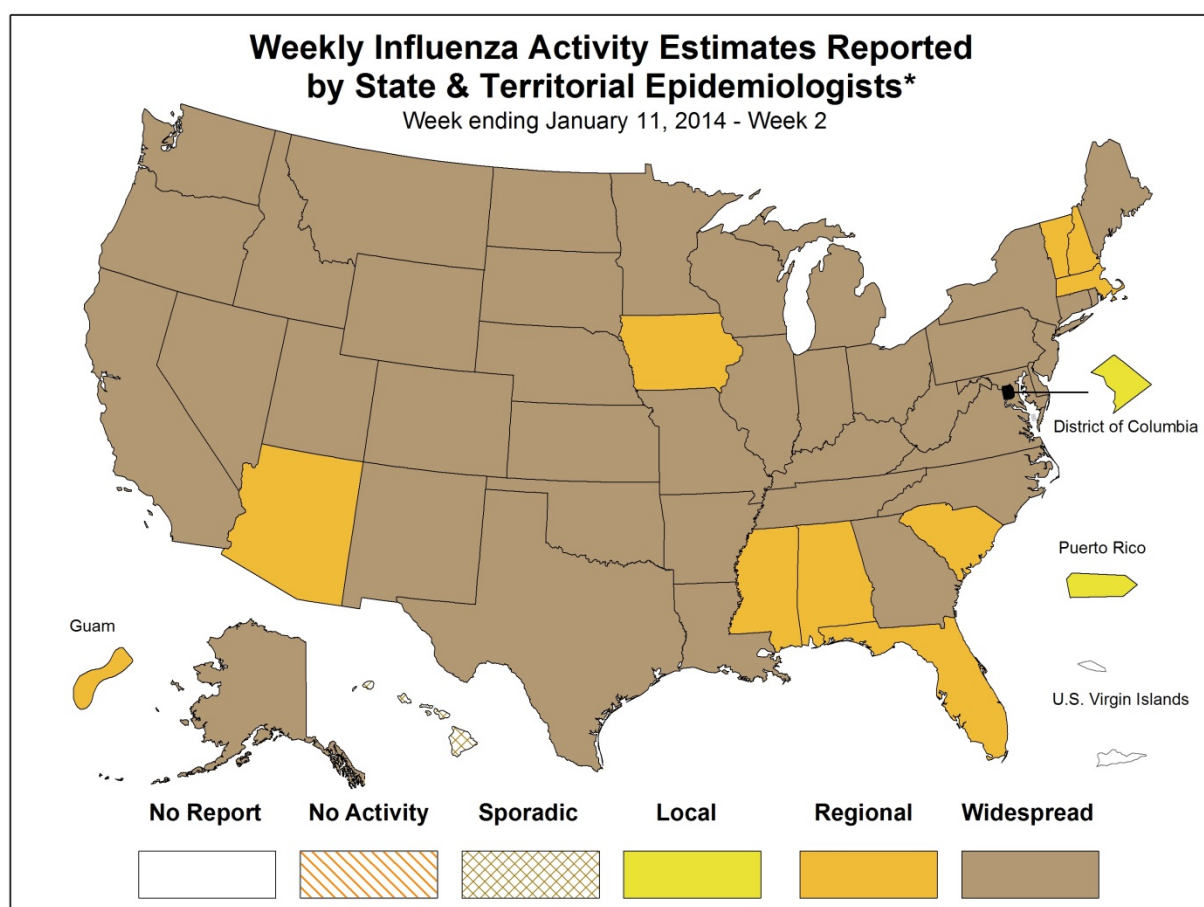 Weekly Influenza Activity Estimates Reported
by State & Territorial Epidemiologists*
Week ending January 11, 2014 - Week 2
District of Columbia
Puerto Rico
Guam
U.S. Virgin Islands
No Report
No Activity
Sporadic
Local
Regional
Widespread